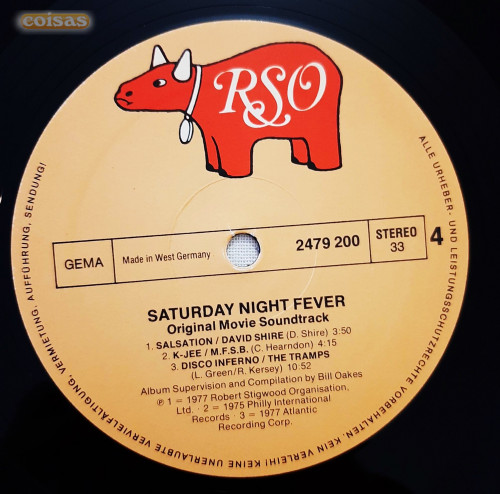 coisas
RSO
GEMA
Made in West Germany
2479 200
STEREO
33
4
SATURDAY NIGHT FEVER
Original Movie Soundtrack
1. SALSATION / DAVID SHIRE (D. Shire) 3:50
2. K-JEE / M.F.S.B. (C. Hearndon) 4:15
3. DISCO INFERNO / THE TRAMPS
(L. Green/R. Kersey) 10:52
Album Supervision and Compilation by Bill Oakes
℗ 1 = 1977 Robert Stigwood Organisation,
Ltd. · 2 = 1975 Philly International
Records · 3 = 1977 Atlantic
Recording Corp.
ALLE URHEBER- UND LEISTUNGSSCHUTZRECHTE VORBEHALTEN · KEIN VERLEIH! KEINE UNERLAUBTE VERVIELFÄLTIGUNG, VERMIETUNG, AUFFÜHRUNG, SENDUNG!